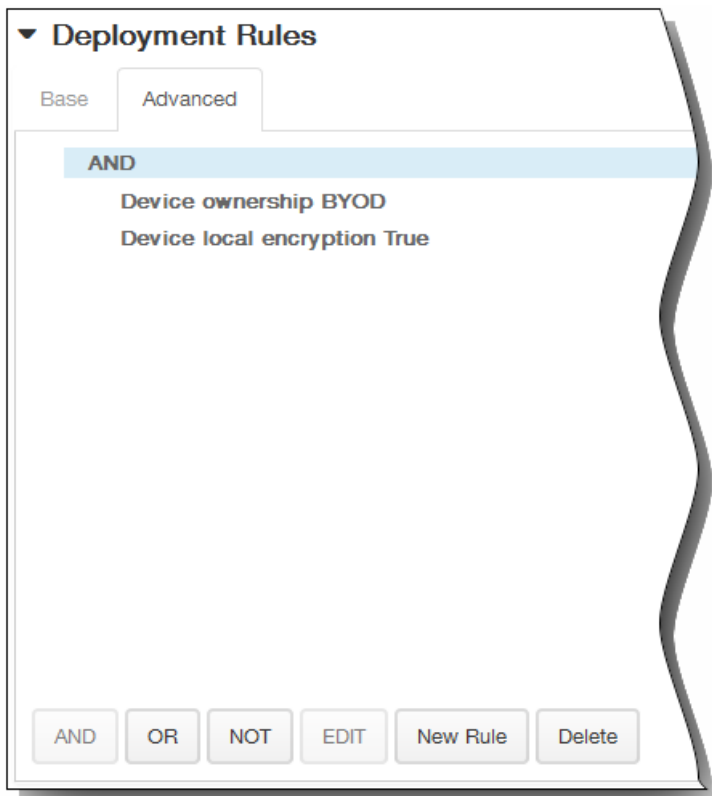 Deployment Rules
Base Advanced
AND
Device ownership BYOD
Device local encryption True
AND OR NOT EDIT New Rule Delete